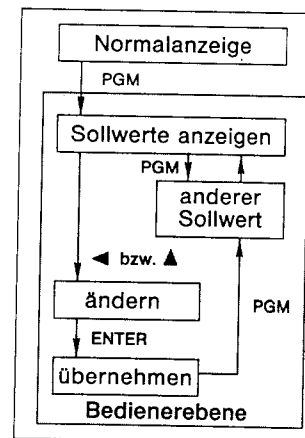 Normalanzeige
PGM
Sollwerte anzeigen
PGM
anderer
Sollwert
◄ bzw. ▲
ändern
PGM
ENTER
übernehmen
Bedienerebene